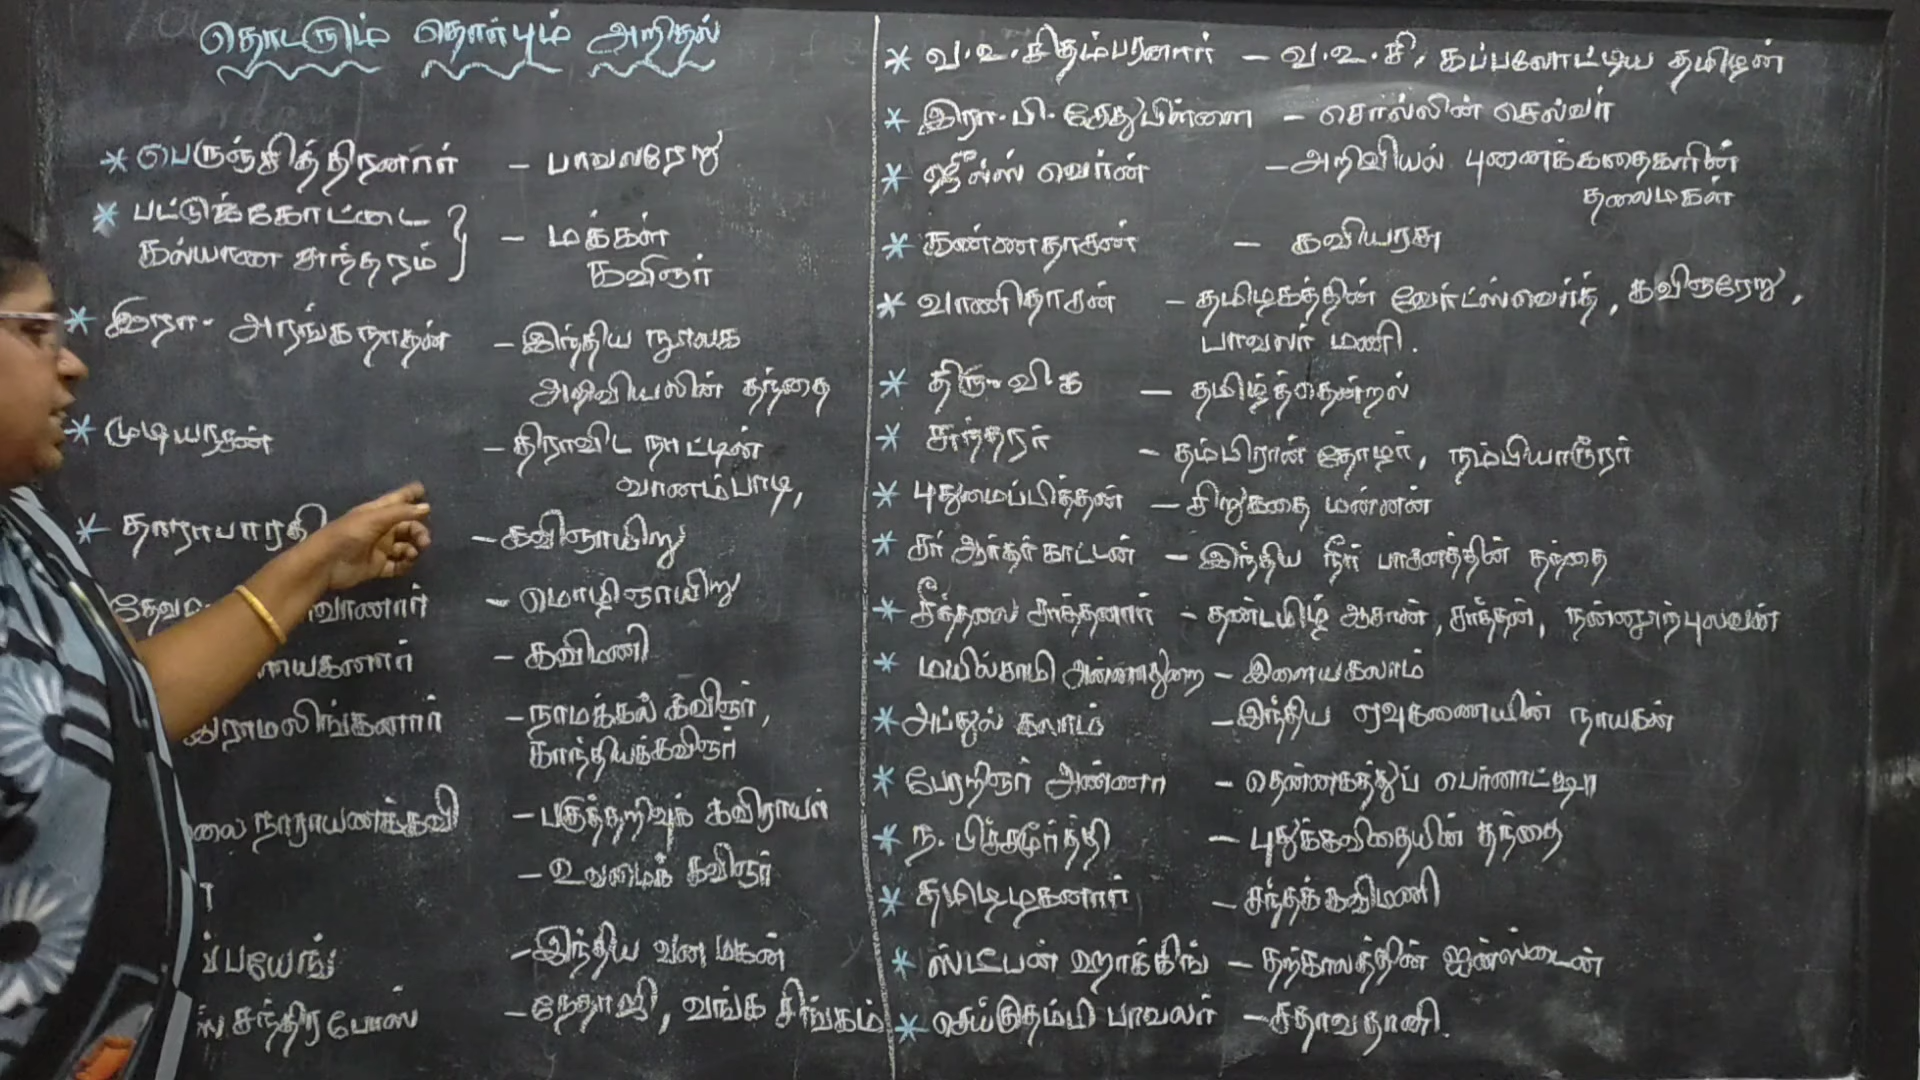 தொடரும் தொடர்பும் அறிதல்
* பெருஞ்சித்திரனார் - பாவலரேறு
* பட்டுக்கோட்டை
கல்யாண சுந்தரம் } - மக்கள்
கவிஞர்
* இரா. அரங்கநாதன் - இந்திய நூலக
அறிவியலின் தந்தை
* முடியரசன் - திராவிட நாட்டின்
வானம்பாடி,
* தாராபாரதி - கவிஞாயிறு
- மொழிஞாயிறு
- கவிமணி
ராமலிங்கனார் - நாமக்கல் கவிஞர்,
காந்தியக்கவிஞர்
நாராயணக்கவி - பகுத்தறிவுக் கவிராயர்
- உவமைக் கவிஞர்
பயேங் - இந்திய வன மகன்
சந்திர போஸ் - நேதாஜி, வங்க சிங்கம்
* வ.உ.சிதம்பரனார் - வ.உ.சி, கப்பலோட்டிய தமிழன்
* இரா.பி.சேதுபிள்ளை - சொல்லின் செல்வர்
* ஜூல்ஸ் வெர்ன் - அறிவியல் புனைக்கதைகளின்
தலைமகன்
* கண்ணதாசன் - கவியரசு
* வாணிதாசன் - தமிழகத்தின் வேர்ட்ஸ்வெர்த், கவிஞரேறு,
பாவலர் மணி.
* திரு.வி.க - தமிழ்த்தென்றல்
* சுந்தரர் - தம்பிரான் தோழர், நம்பியாரூரர்
* புதுமைப்பித்தன் - சிறுகதை மன்னன்
* சர் ஆர்தர் காட்டன் - இந்திய நீர் பாசனத்தின் தந்தை
* சீத்தலை சாத்தனார் - தண்டமிழ் ஆசான், சாத்தன், நன்னூற்புலவன்
* மயில்சாமி அண்ணாதுறை - இளையகலாம்
* அப்துல் கலாம் - இந்திய ஏவுகணையின் நாயகன்
* பேரறிஞர் அண்ணா - தென்னகத்துப் பெர்னாட்ஷா
* ந. பிச்சமூர்த்தி - புதுக்கவிதையின் தந்தை
* தமிழழகனார் - சந்தக்கவிமணி
* ஸ்டீபன் ஹாக்கிங் - தற்காலத்தின் ஐன்ஸ்டைன்
* செய்குதம்பி பாவலர் - சதாவதானி.